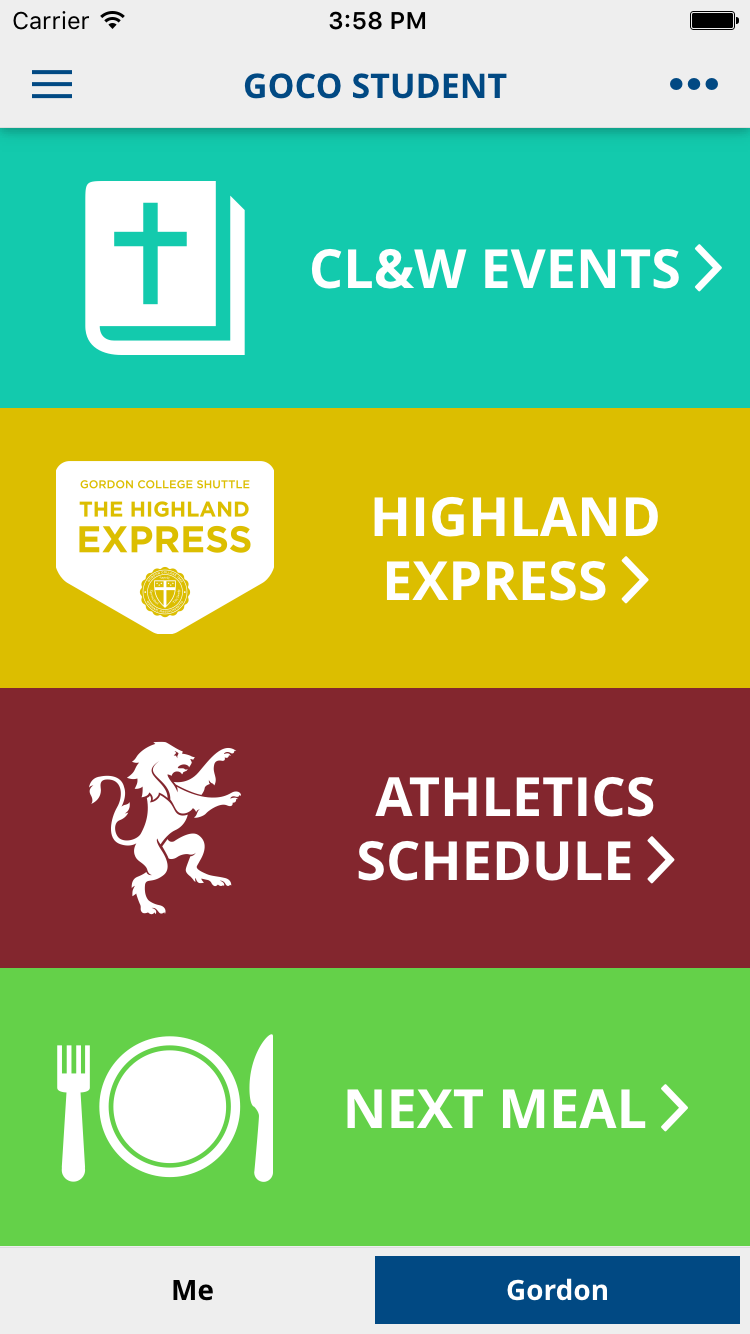 Carrier 3:58 PM
GOCO STUDENT
CL&W EVENTS
GORDON COLLEGE SHUTTLE
THE HIGHLAND
EXPRESS
HIGHLAND
EXPRESS
ATHLETICS
SCHEDULE
NEXT MEAL
Me Gordon